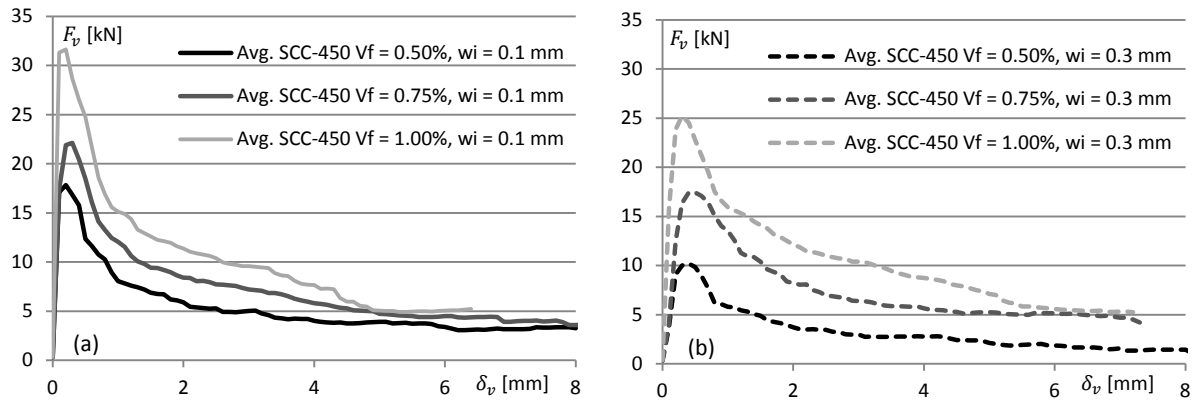 35
30
25
20
15
10
5
0
F_v [kN]
Avg. SCC-450 Vf = 0.50%, wi = 0.1 mm
Avg. SCC-450 Vf = 0.75%, wi = 0.1 mm
Avg. SCC-450 Vf = 1.00%, wi = 0.1 mm
(a)
0 2 4 6 8
δ_v [mm]
35
30
25
20
15
10
5
0
F_v [kN]
Avg. SCC-450 Vf = 0.50%, wi = 0.3 mm
Avg. SCC-450 Vf = 0.75%, wi = 0.3 mm
Avg. SCC-450 Vf = 1.00%, wi = 0.3 mm
(b)
0 2 4 6 8
δ_v [mm]